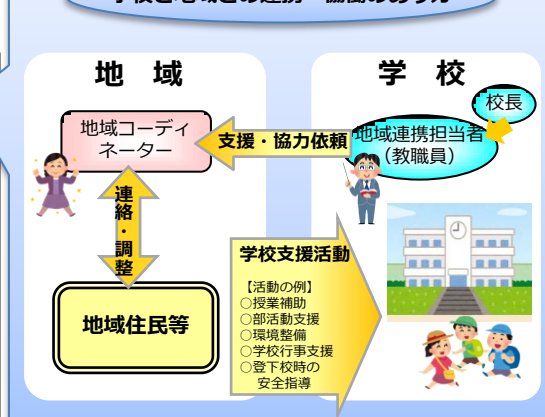 学校と地域との連携・協働のあり方
地 域
学 校
校長
地域コーディ
ネーター
支援・協力依頼
地域連携担当者
(教職員)
連絡・調整
学校支援活動
【活動の例】
○授業補助
○部活動支援
○環境整備
○学校行事支援
○登下校時の
安全指導
地域住民等